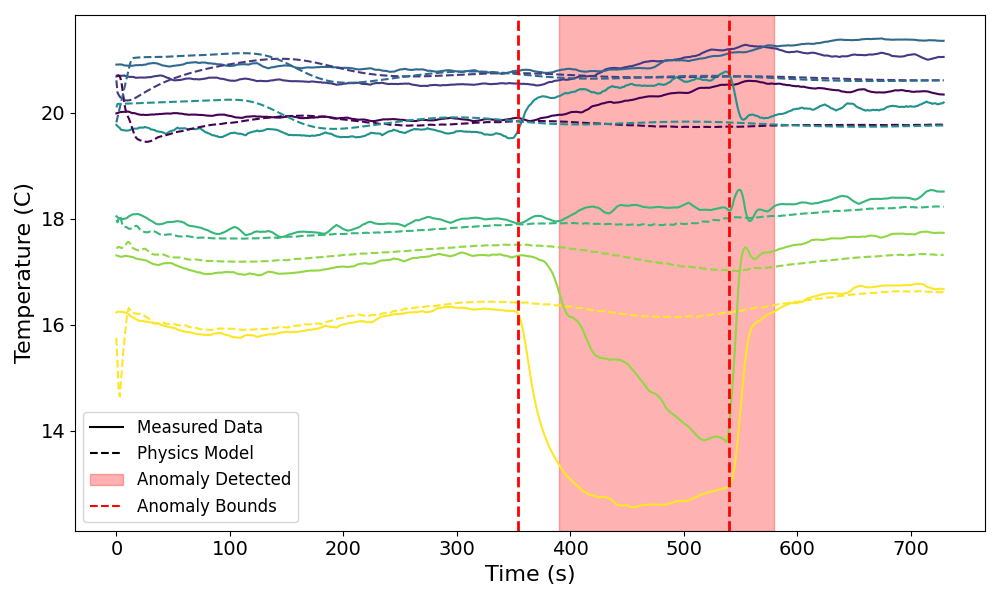 Temperature (C)
20
18
16
14
Measured Data
Physics Model
Anomaly Detected
Anomaly Bounds
0 100 200 300 400 500 600 700
Time (s)